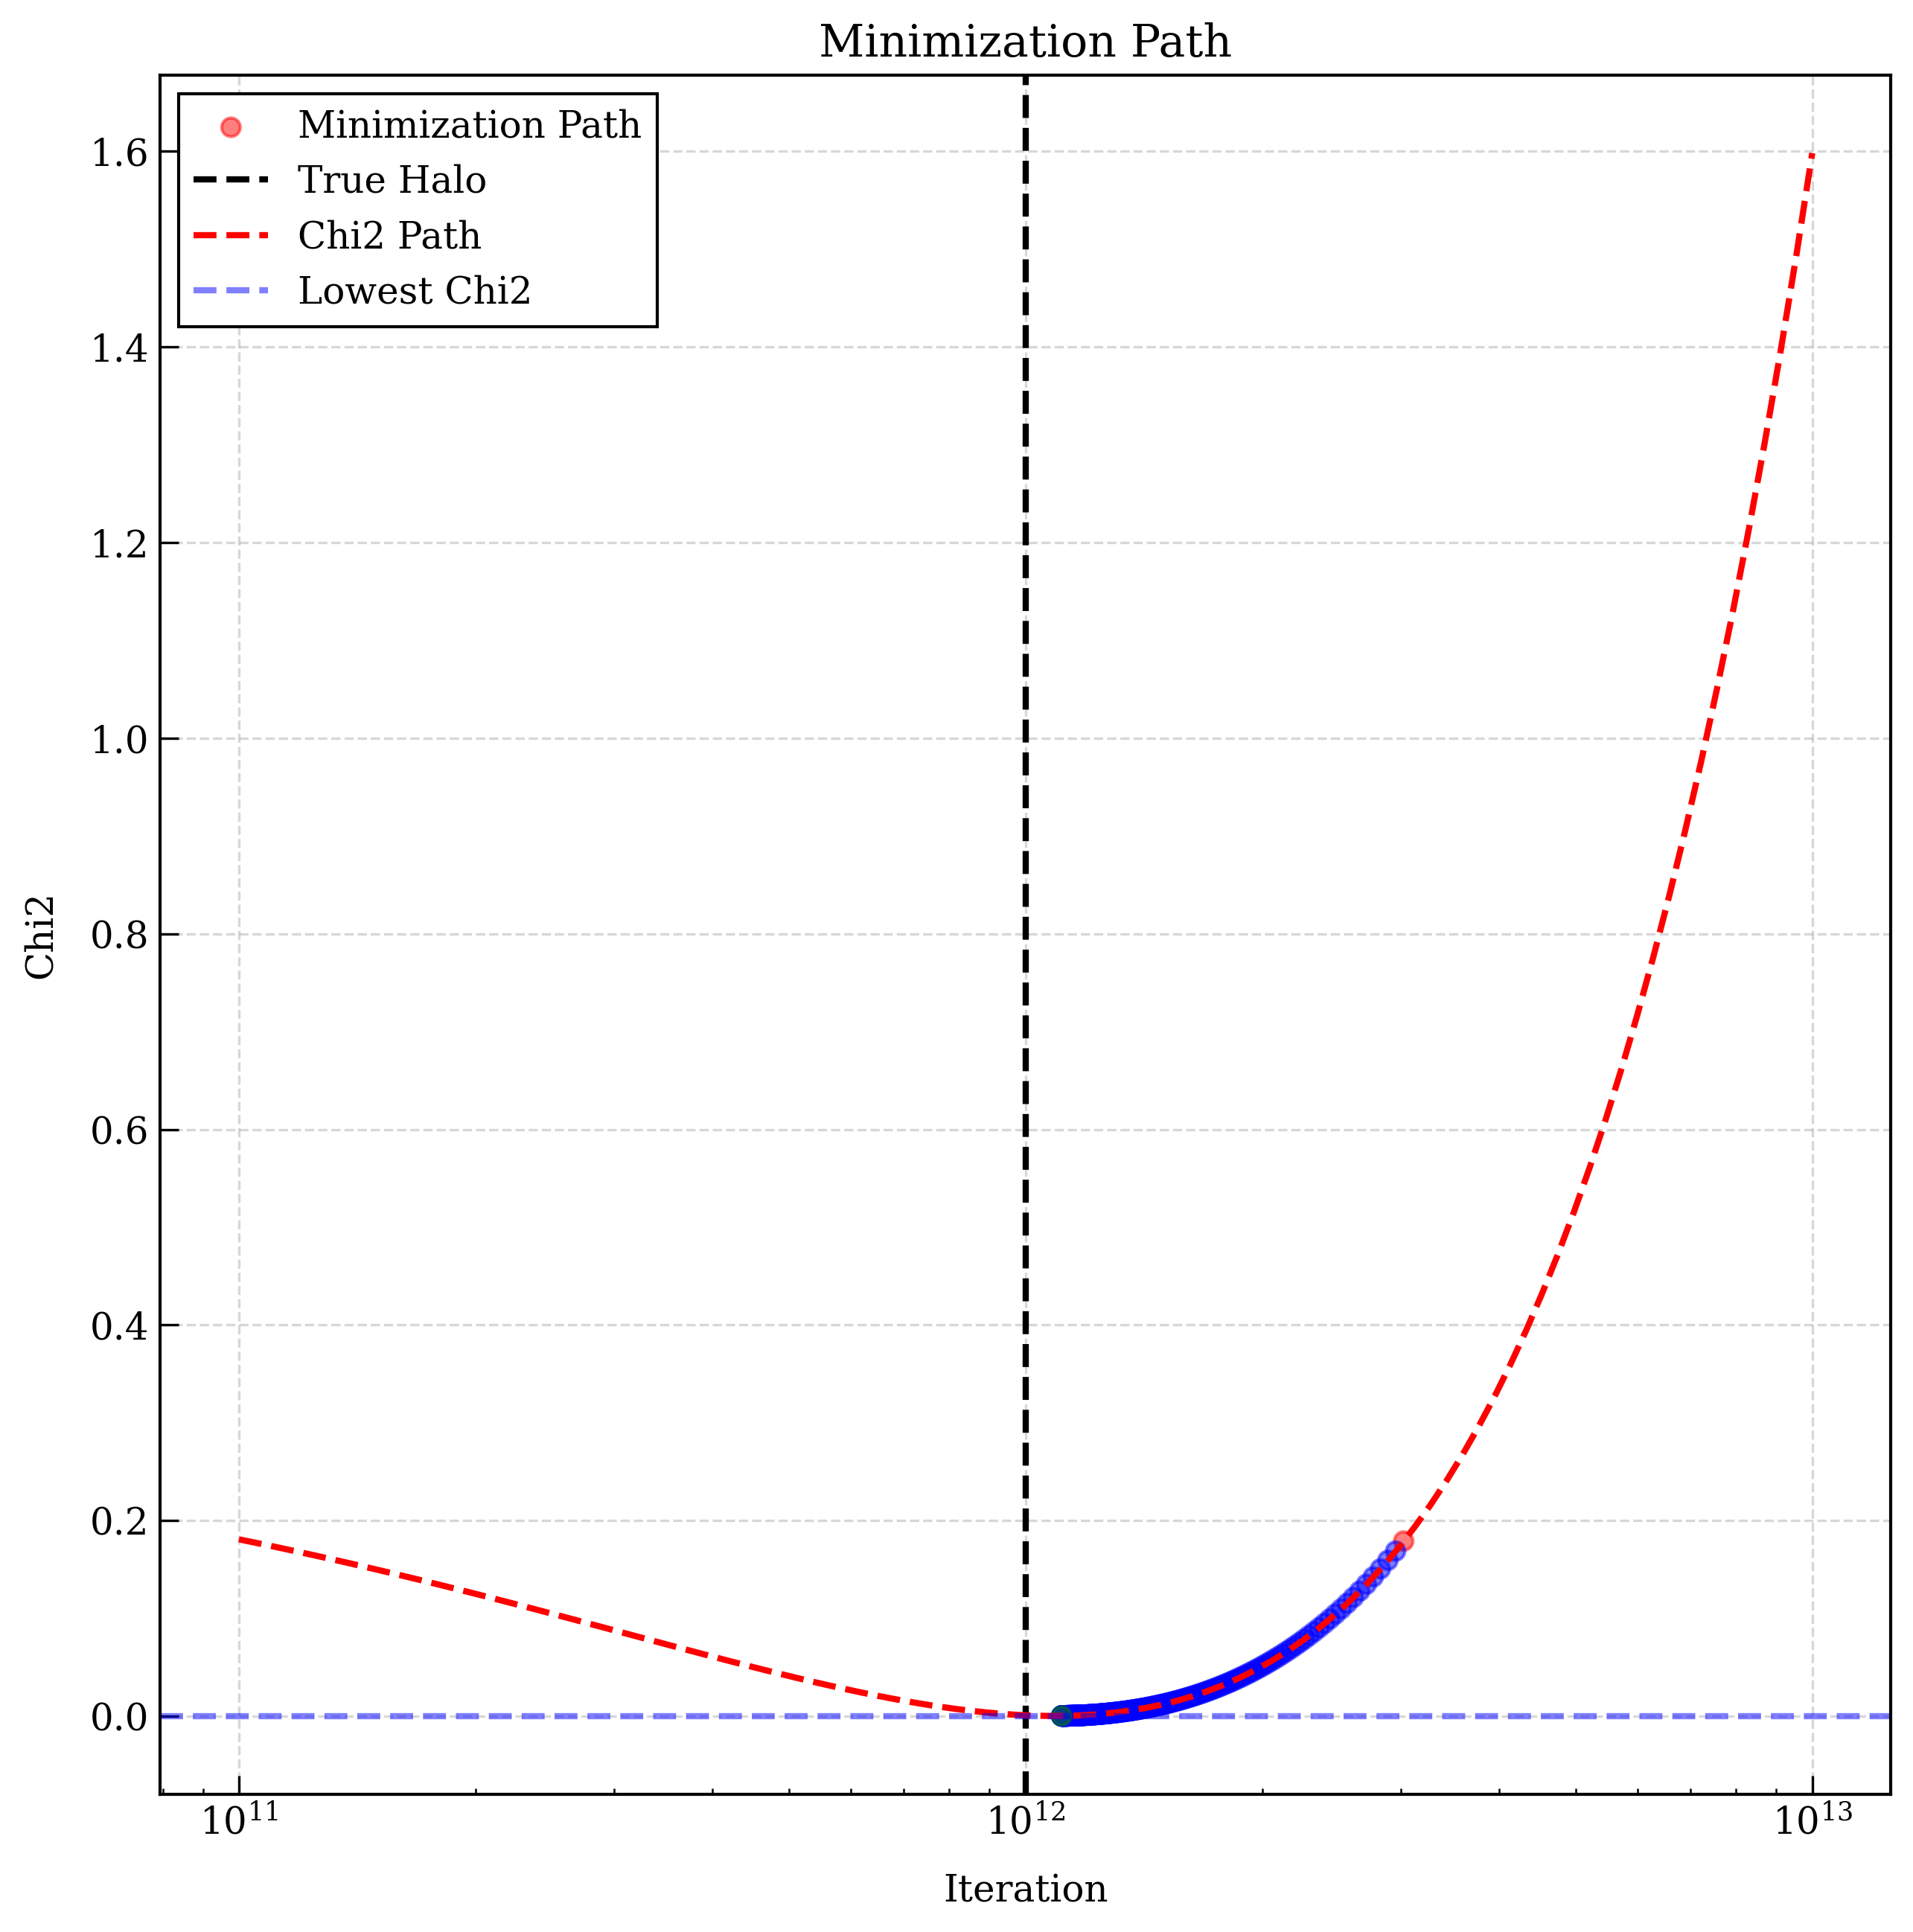 Minimization Path
Minimization Path
True Halo
Chi2 Path
Lowest Chi2
1.6
1.4
1.2
1.0
0.8
0.6
0.4
0.2
0.0
Chi2
10¹¹ 10¹² 10¹³
Iteration